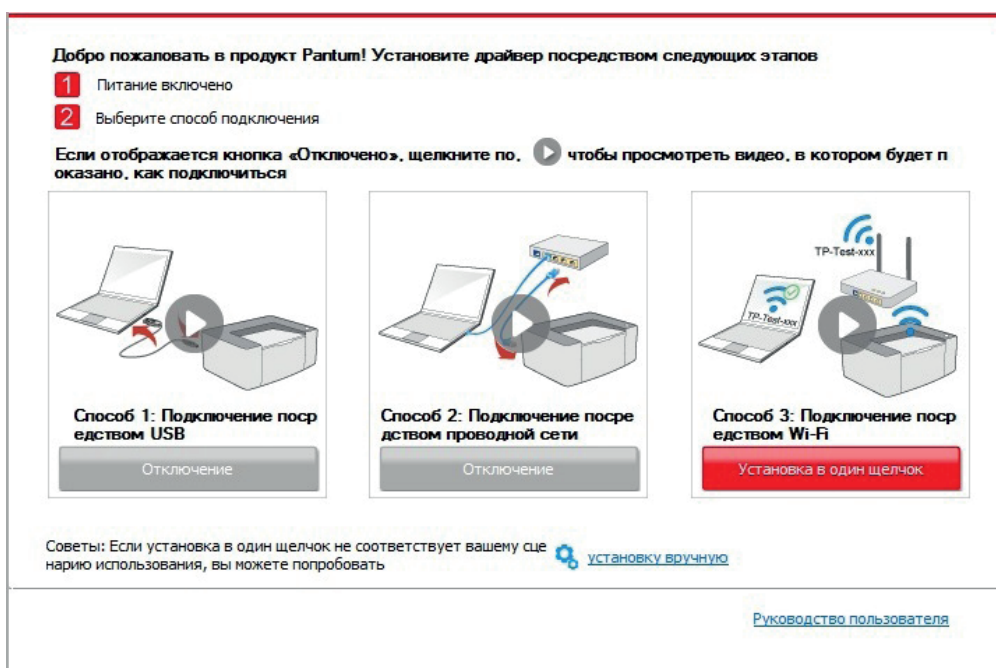 Добро пожаловать в продукт Pantum! Установите драйвер посредством следующих этапов
1 Питание включено
2 Выберите способ подключения
Если отображается кнопка «Отключено», щелкните по, чтобы просмотреть видео, в котором будет п
оказано, как подключиться
TP-Test-xxx
TP-Test-xxx
Способ 1: Подключение поср
едством USB
Способ 2: Подключение посре
дством проводной сети
Способ 3: Подключение поср
едством Wi-Fi
Отключение
Отключение
Установка в один щелчок
Советы: Если установка в один щелчок не соответствует вашему сце
нарию использования, вы можете попробовать
установку вручную
Руководство пользователя